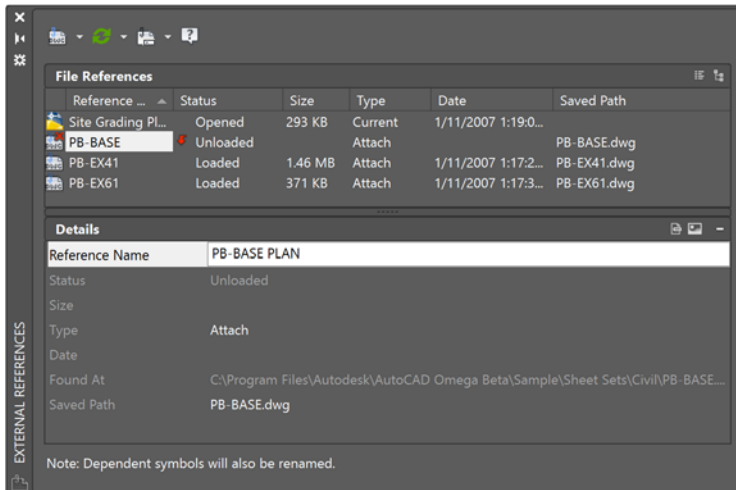 File References
Reference ... Status Size Type Date Saved Path
Site Grading Pl... Opened 293 KB Current 1/11/2007 1:19:0...
PB-BASE Unloaded Attach PB-BASE.dwg
PB-EX41 Loaded 1.46 MB Attach 1/11/2007 1:17:2... PB-EX41.dwg
PB-EX61 Loaded 371 KB Attach 1/11/2007 1:17:3... PB-EX61.dwg
Details
Reference Name PB-BASE PLAN
Status Unloaded
Size
Type Attach
Date
Found At C:\Program Files\Autodesk\AutoCAD Omega Beta\Sample\Sheet Sets\Civil\PB-BASE....
Saved Path PB-BASE.dwg
Note: Dependent symbols will also be renamed.
EXTERNAL REFERENCES